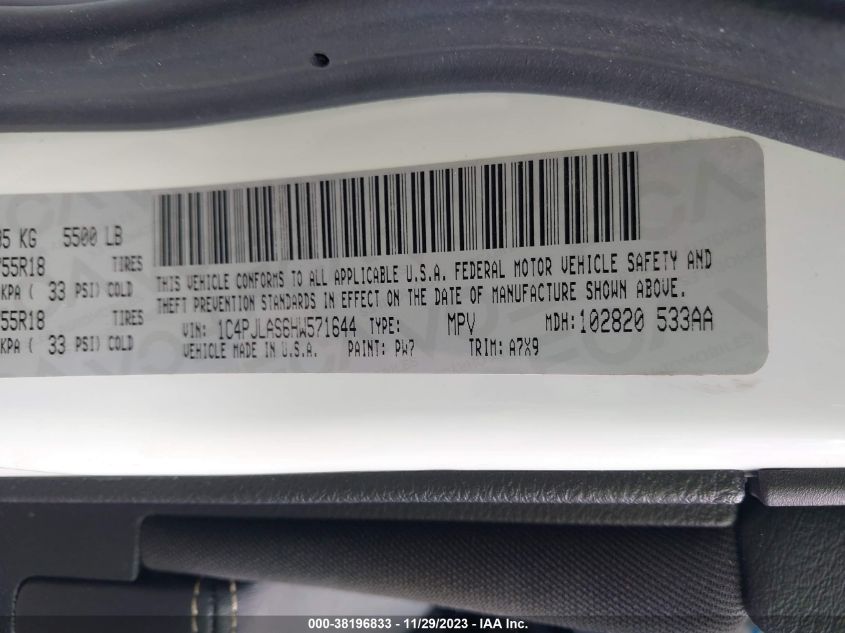 05 KG 5500 LB
55R18 TIRES
KPA ( 33 PSI) COLD
55R18 TIRES
KPA ( 33 PSI) COLD
THIS VEHICLE CONFORMS TO ALL APPLICABLE U.S.A. FEDERAL MOTOR VEHICLE SAFETY AND
THEFT PREVENTION STANDARDS IN EFFECT ON THE DATE OF MANUFACTURE SHOWN ABOVE.
VIN: 1C4PJLAS6HW571644 TYPE: MPV MDH: 102820 533AA
VEHICLE MADE IN U.S.A. PAINT: PW7 TRIM: A7X9
000-38196833 - 11/29/2023 - IAA Inc.